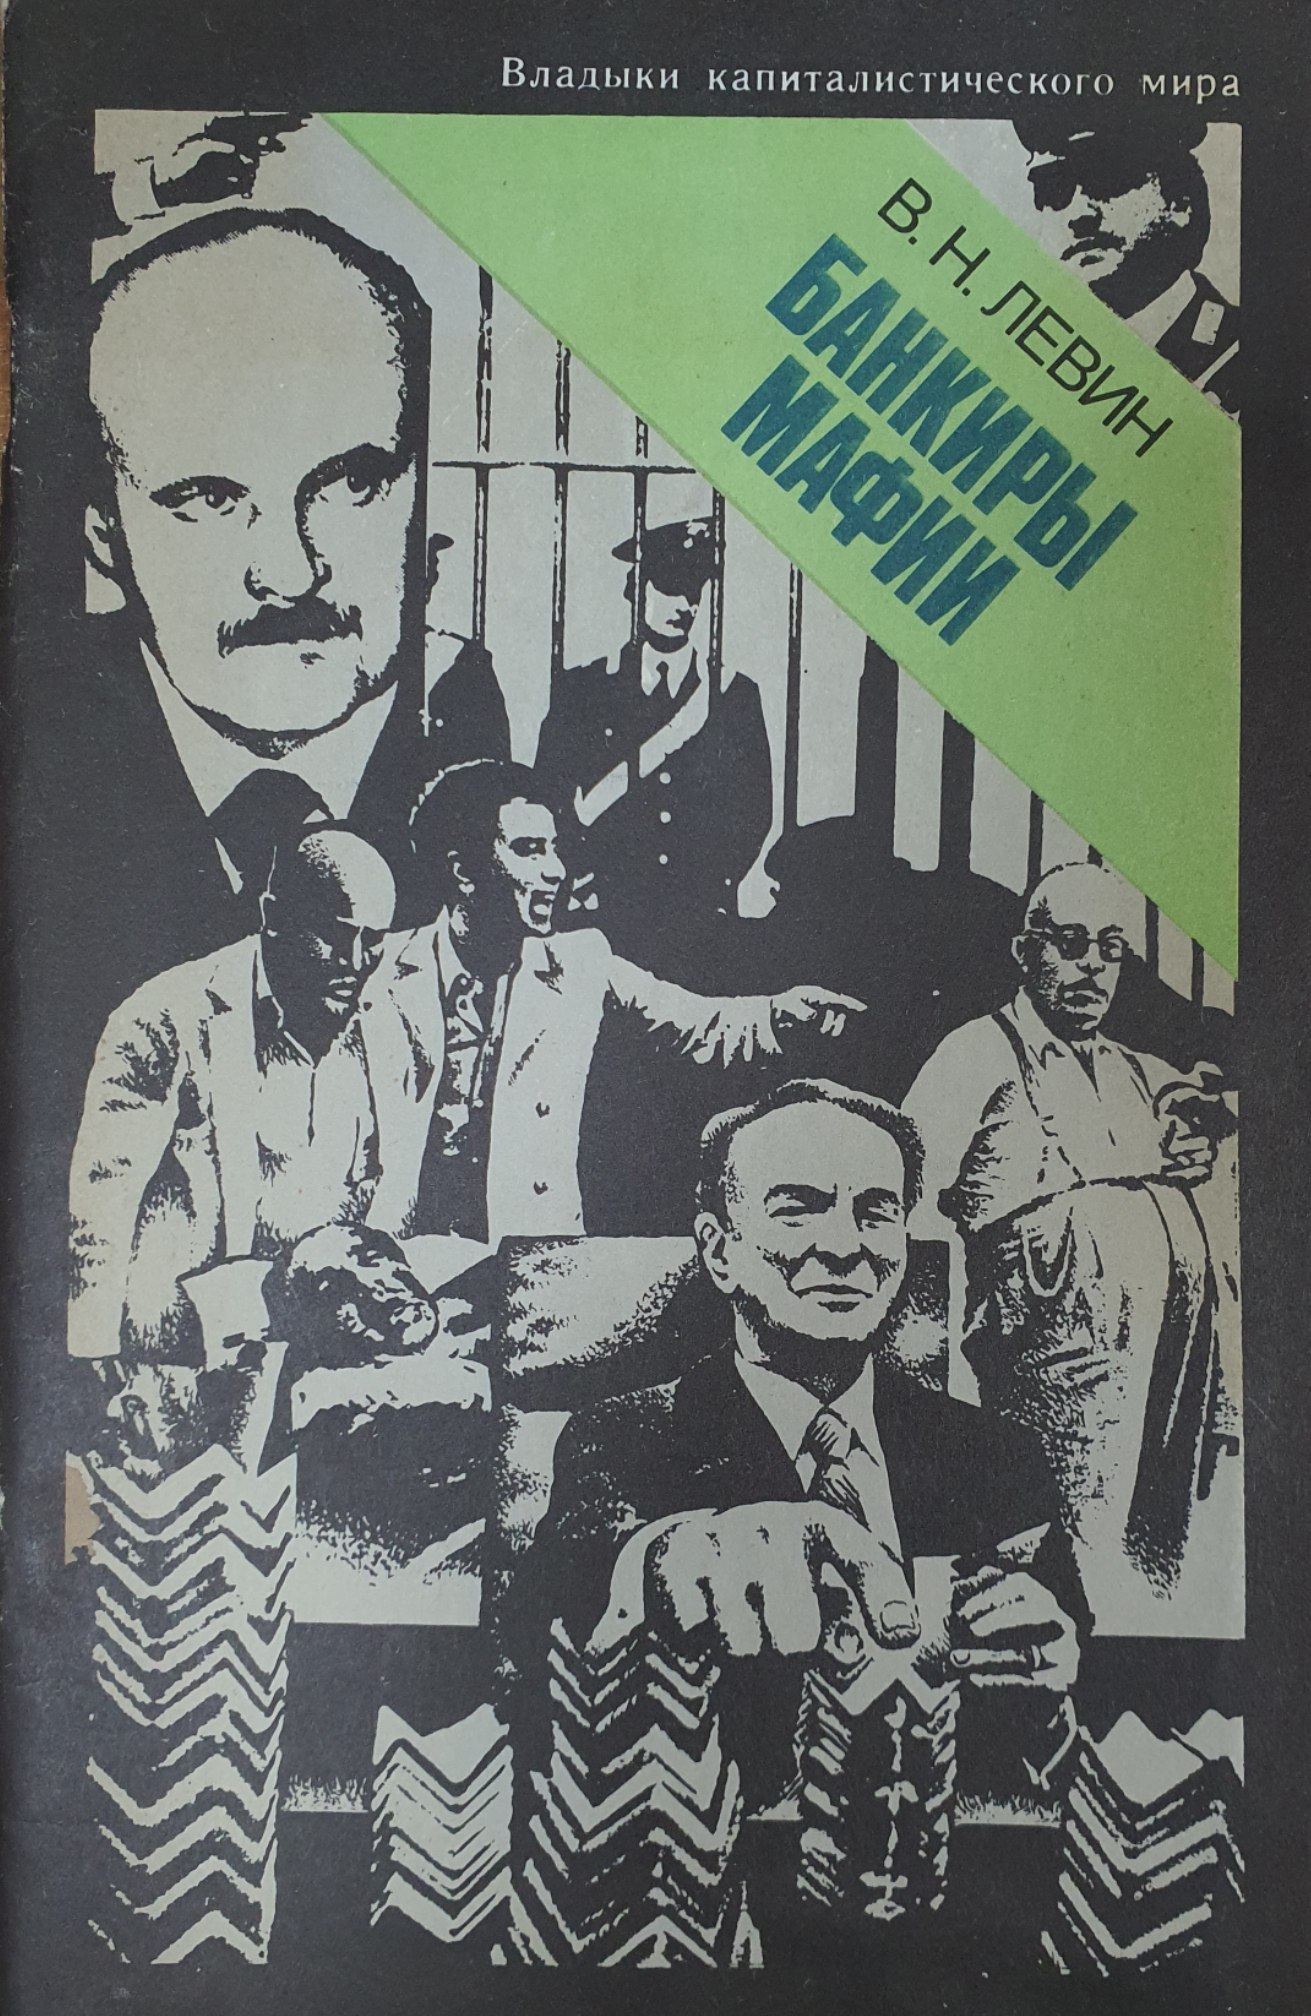 Владыки капиталистического мира
В. Н. ЛЕВИН
БАНКИРЫ
МАФИИ